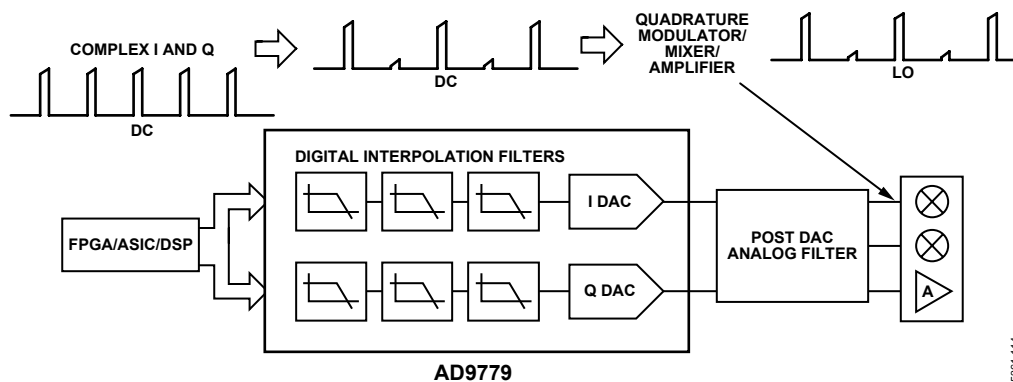 COMPLEX I AND Q
DC
DC
QUADRATURE
MODULATOR/
MIXER/
AMPLIFIER
LO
DIGITAL INTERPOLATION FILTERS
FPGA/ASIC/DSP
I DAC
Q DAC
POST DAC
ANALOG FILTER
A
AD9779